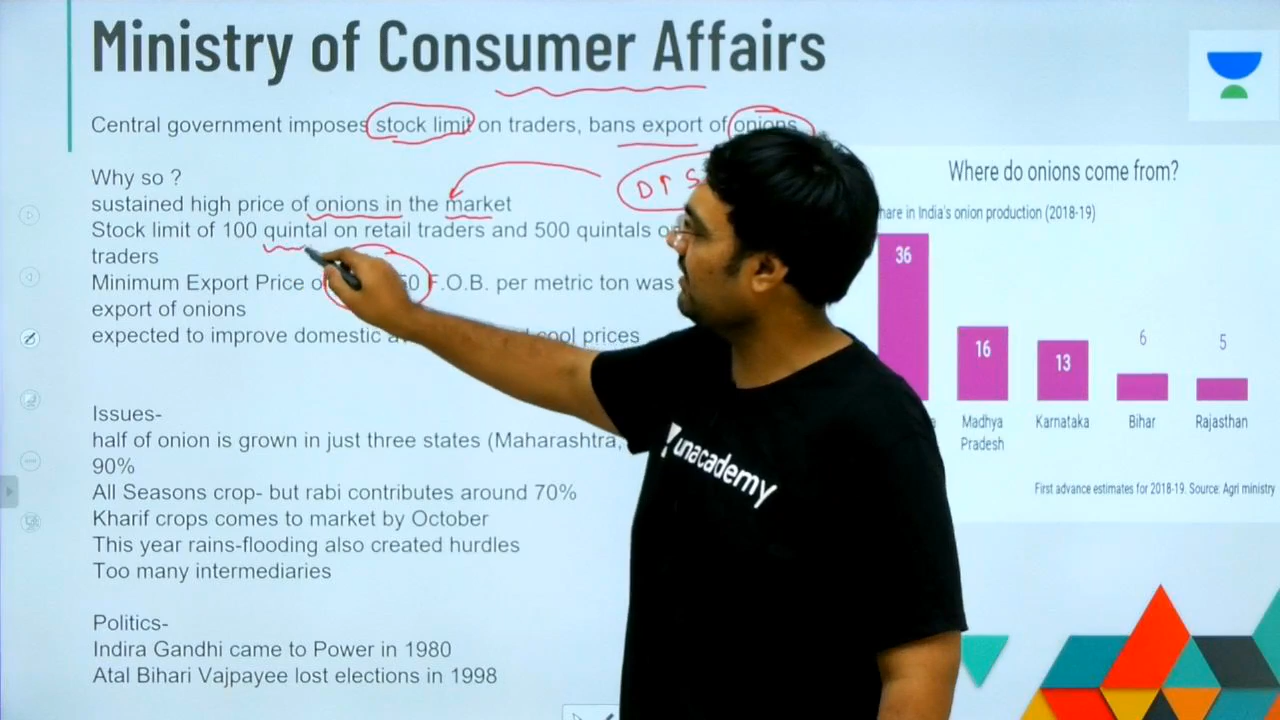 Ministry of Consumer Affairs
Central government imposes stock limit on traders, bans export of onions
Why so ?
sustained high price of onions in the market
Stock limit of 100 quintal on retail traders and 500 quintals
traders
Minimum Export Price F.O.B. per metric ton was
export of onions
expected to improve domestic cool prices
Issues-
half of onion is grown in just three states (Maharashtra,
90%
All Seasons crop- but rabi contributes around 70%
Kharif crops comes to market by October
This year rains-flooding also created hurdles
Too many intermediaries
Politics-
Indira Gandhi came to Power in 1980
Atal Bihari Vajpayee lost elections in 1998
Where do onions come from?
in India's onion production (2018-19)
36
16
13
6
5
Madhya
Pradesh
Karnataka
Bihar
Rajasthan
First advance estimates for 2018-19. Source: Agri ministry
unacademy